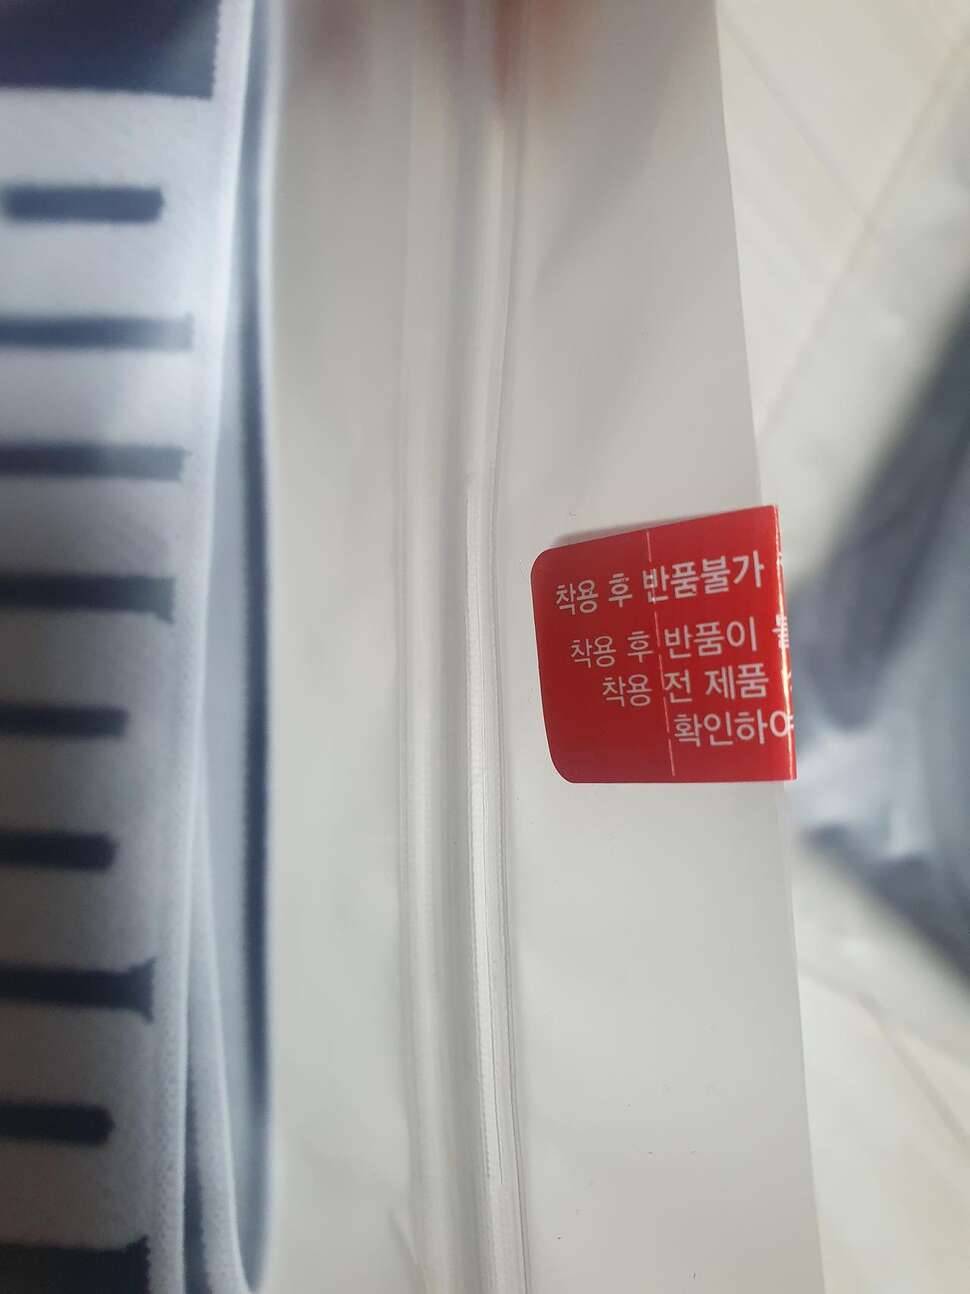 착용 후 반품불가
착용 후 반품이
착용 전 제품
확인하여